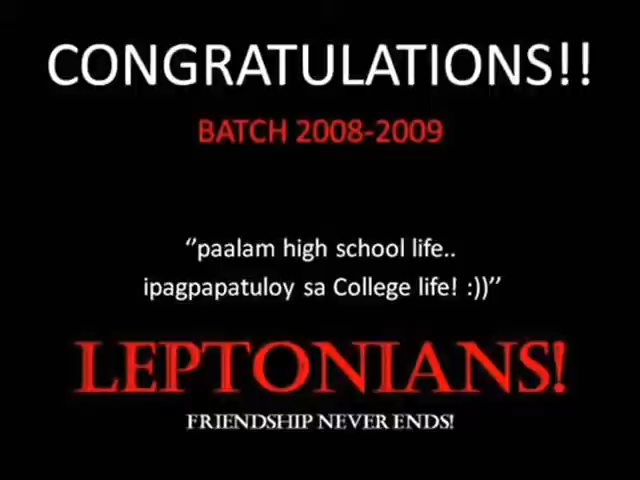 CONGRATULATIONS!!
BATCH 2008-2009
‘’paalam high school life..
ipagpapatuloy sa College life! :))’’
LEPTONIANS!
FRIENDSHIP NEVER ENDS!